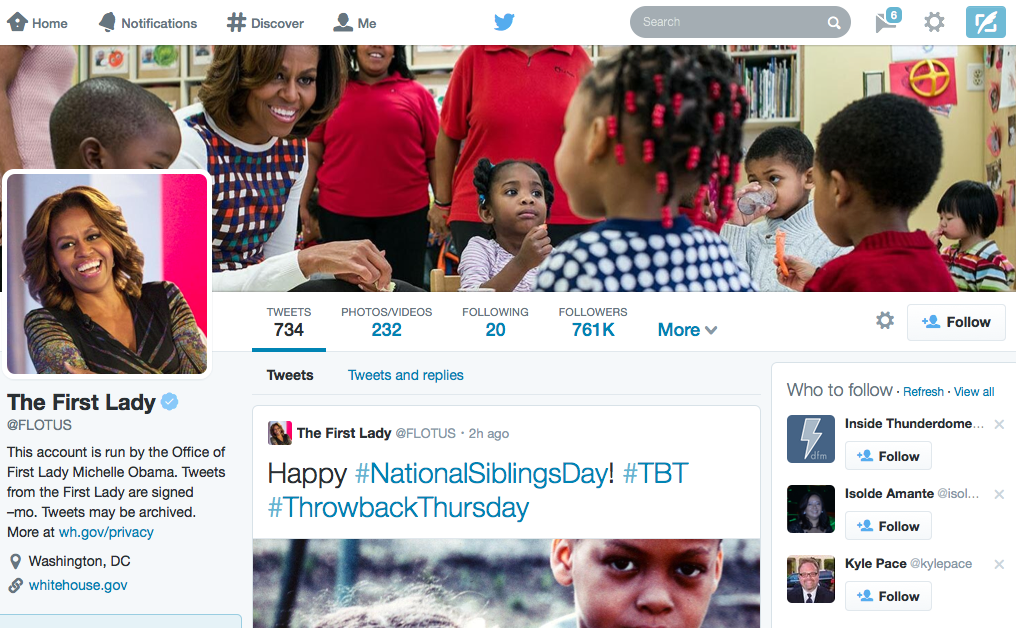 Home
Notifications
Discover
Me
Search
6
TWEETS
734
PHOTOS/VIDEOS
232
FOLLOWING
20
FOLLOWERS
761K
More
Follow
The First Lady
@FLOTUS
This account is run by the Office of
First Lady Michelle Obama. Tweets
from the First Lady are signed
–mo. Tweets may be archived.
More at wh.gov/privacy
Washington, DC
whitehouse.gov
Tweets
Tweets and replies
The First Lady @FLOTUS · 2h ago
Happy #NationalSiblingsDay! #TBT
#ThrowbackThursday
Who to follow · Refresh · View all
dfm
Inside Thunderdome…
Follow
Isolde Amante @isol…
Follow
Kyle Pace @kylepace
Follow